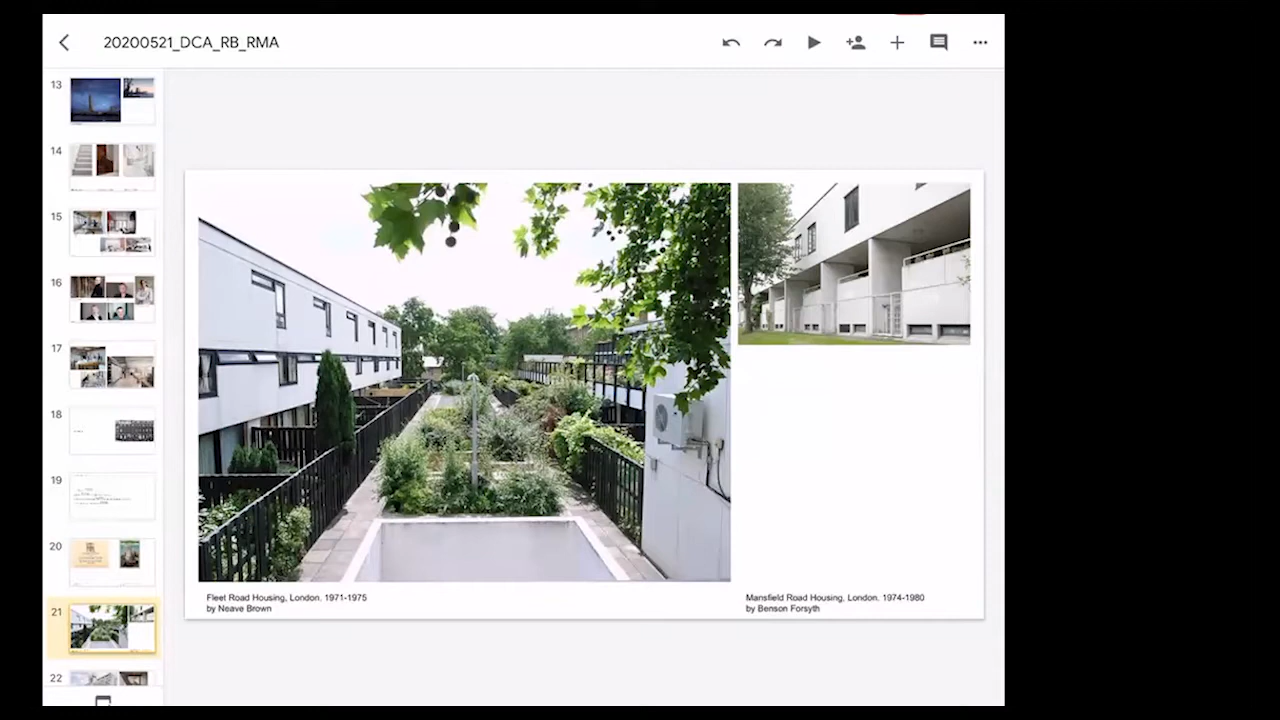 20200521_DCA_RB_RMA
13
14
15
16
17
18
19
20
21
22
Fleet Road Housing, London. 1971-1975
by Neave Brown
Mansfield Road Housing, London. 1974-1980
by Benson Forsyth